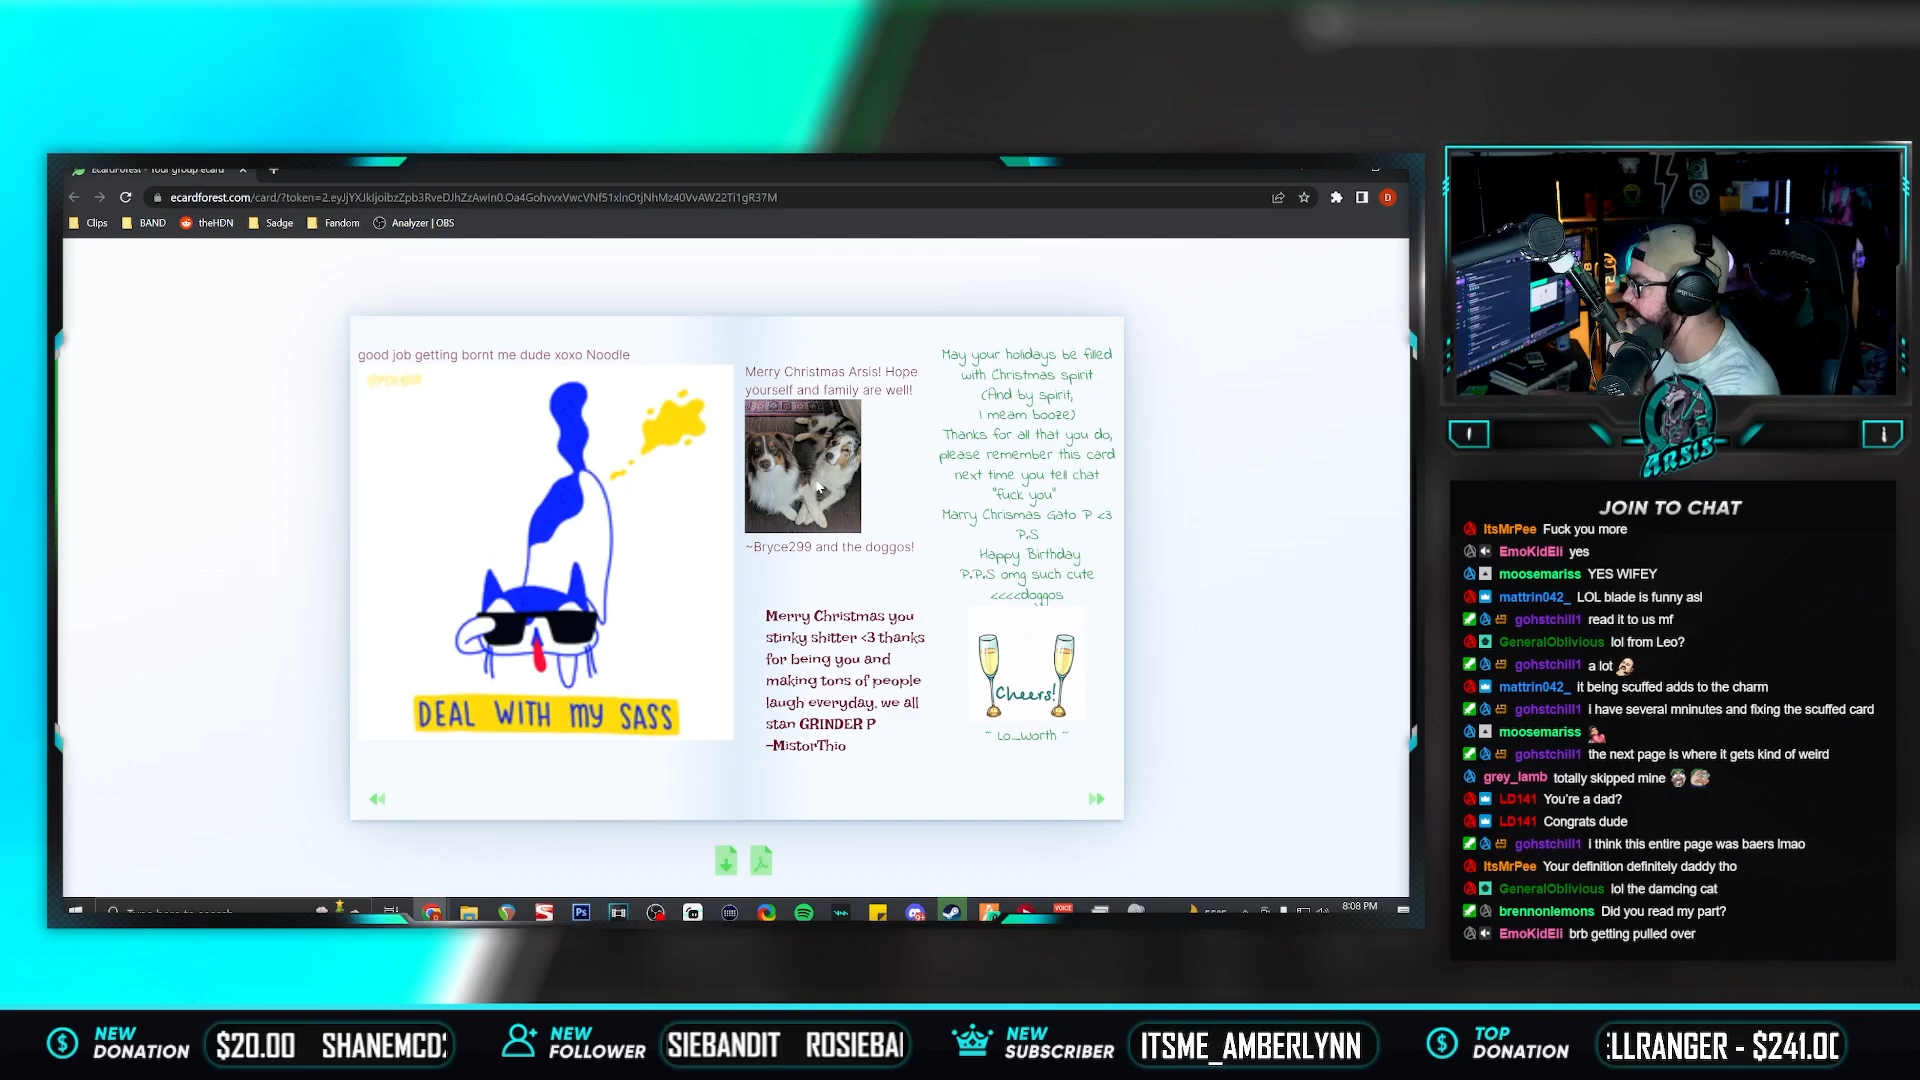 EcardForest - Your group ecard
ecardforest.com/card/?token=2.eyJjYXJkIjoibzZpb3RveDJhZzAwIn0.Oa4GohvvxVwcVNf51xlnOtjNhMz40VvAW22Ti1gR37M
D
Clips
BAND
theHDN
Sadge
Fandom
Analyzer | OBS
good job getting bornt me dude xoxo Noodle
DEAL WITH my SASS
Merry Christmas Arsis! Hope
yourself and family are well!
~Bryce299 and the doggos!
Merry Christmas you
stinky shitter <3 thanks
for being you and
making tons of people
laugh everyday, we all
stan GRINDER P
-MistorThio
May your holidays be filled
with Christmas spirit
(And by spirit,
I meam booze)
Thanks for all that you do,
please remember this card
next time you tell chat
"fuck you"
Marry Chrismas Gato P <3
P.S
Happy Birthday
P.P.S omg such cute
<<<<doggos
Cheers!
~ Lo_Worth ~
8:08 PM
DXRACER
ARSIS
JOIN TO CHAT
ItsMrPee Fuck you more
EmoKidEli yes
moosemariss YES WIFEY
mattrin042_ LOL blade is funny asl
gohstchill1 read it to us mf
GeneralOblivious lol from Leo?
gohstchill1 a lot
mattrin042_ it being scuffed adds to the charm
gohstchill1 i have several mninutes and fixing the scuffed card
moosemariss
gohstchill1 the next page is where it gets kind of weird
grey_lamb totally skipped mine
LD141 You're a dad?
LD141 Congrats dude
gohstchill1 i think this entire page was baers lmao
ItsMrPee Your definition definitely daddy tho
GeneralOblivious lol the damcing cat
brennonlemons Did you read my part?
EmoKidEli brb getting pulled over
NEW DONATION
$20.00 SHANEMCD
NEW FOLLOWER
SIEBANDIT ROSIEBA
NEW SUBSCRIBER
ITSME_AMBERLYNN
TOP DONATION
LLRANGER - $241.0